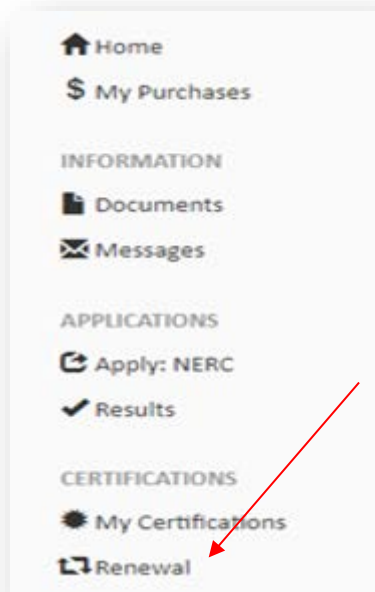 Home
$ My Purchases
INFORMATION
Documents
Messages
APPLICATIONS
Apply: NERC
Results
CERTIFICATIONS
My Certifications
Renewal